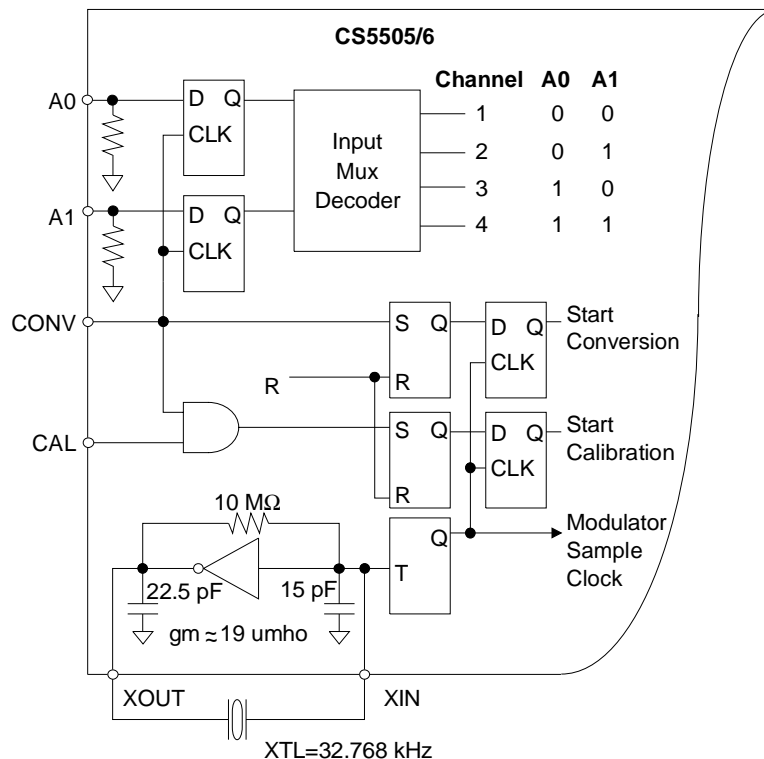 CS5505/6
Channel A0 A1
1 0 0
2 0 1
3 1 0
4 1 1
A0
D Q
CLK
Input
Mux
Decoder
A1
D Q
CLK
CONV
S Q
R
D Q
CLK
Start
Conversion
R
CAL
S Q
R
D Q
CLK
Start
Calibration
10 MΩ
22.5 pF
15 pF
gm ≈ 19 umho
T
Q
Modulator
Sample
Clock
XOUT
XIN
XTL=32.768 kHz